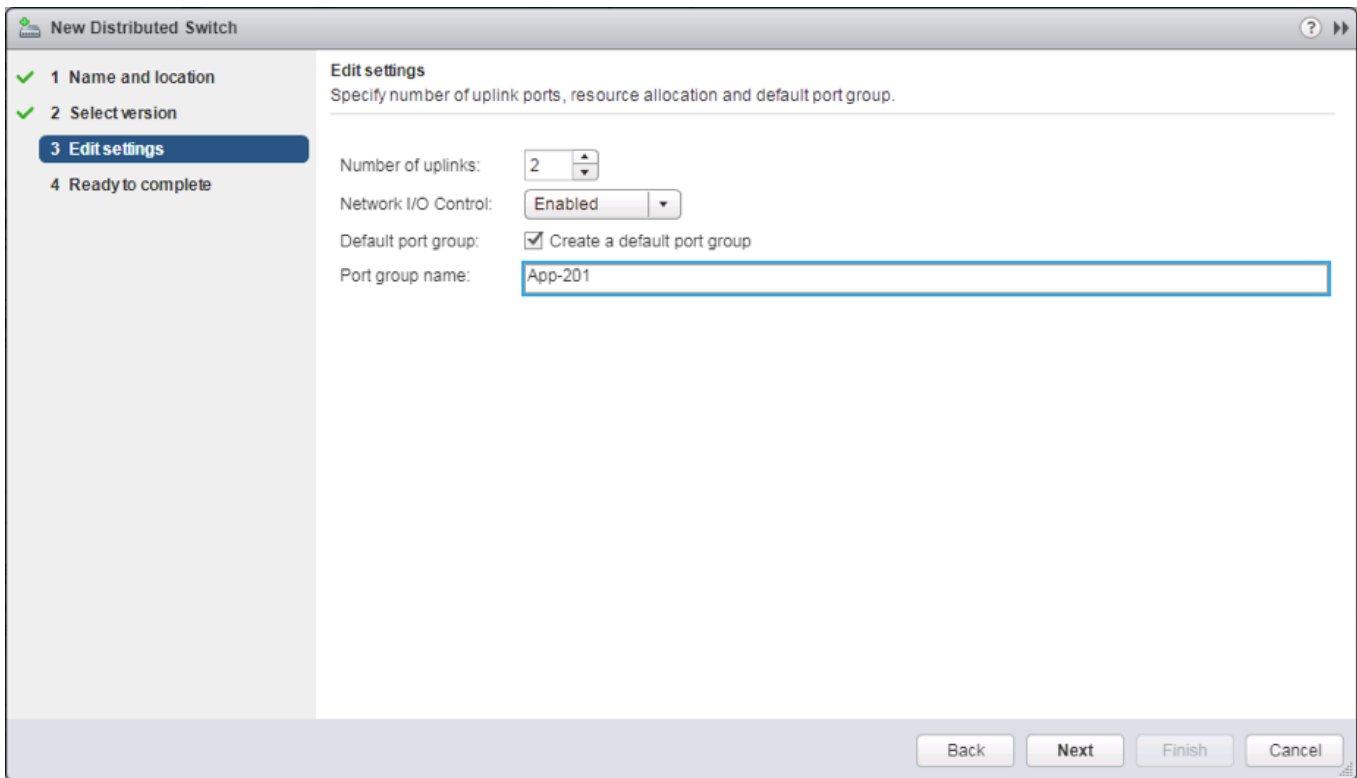 New Distributed Switch
?
1 Name and location
2 Select version
3 Edit settings
4 Ready to complete
Edit settings
Specify number of uplink ports, resource allocation and default port group.
Number of uplinks: 2
Network I/O Control: Enabled
Default port group: Create a default port group
Port group name: App-201
Back Next Finish Cancel